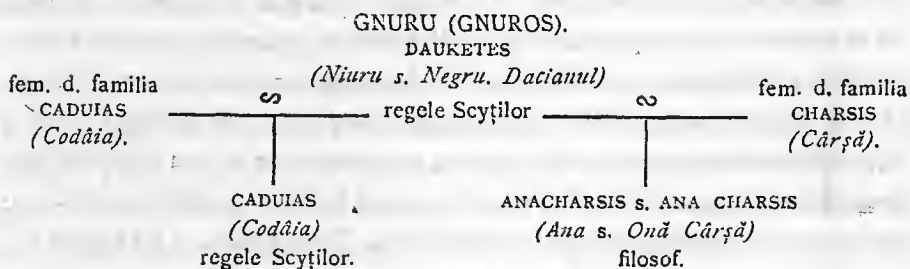 GNURU (GNUROS).
DAUKETES
(Niuru s. Negru. Dacianul)
fem. d. familia
CADUIAS
(Codâia).
regele Scyților
fem. d. familia
CHARSIS
(Cârșă).
CADUIAS
(Codâia)
regele Scyților.
ANACHARSIS s. ANA CHARSIS
(Ana s. Onă Cârșă)
filosof.